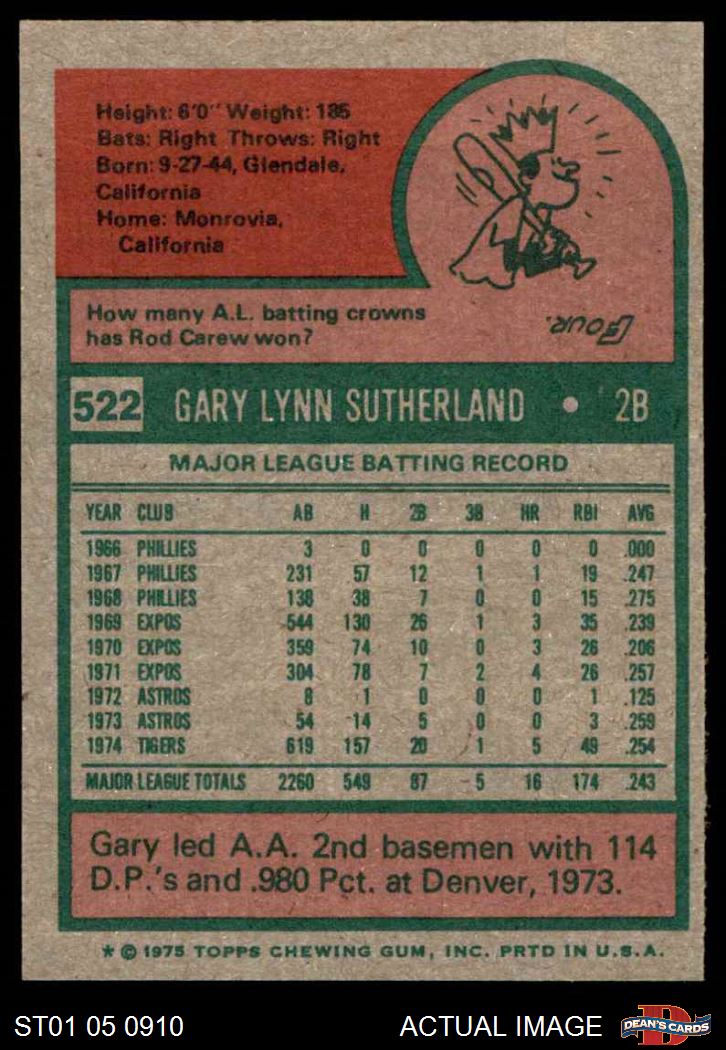 Height: 6'0" Weight: 185
Bats: Right Throws: Right
Born: 9-27-44, Glendale,
California
Home: Monrovia,
California
How many A.L. batting crowns
has Rod Carew won?
FOUR.
522 GARY LYNN SUTHERLAND • 2B
MAJOR LEAGUE BATTING RECORD
YEAR CLUB AB H 2B 3B HR RBI AVG
1966 PHILLIES 3 0 0 0 0 0 .000
1967 PHILLIES 231 57 12 1 1 19 .247
1968 PHILLIES 138 38 7 0 0 15 .275
1969 EXPOS 544 130 26 1 3 35 .239
1970 EXPOS 359 74 10 0 3 26 .206
1971 EXPOS 304 78 7 2 4 26 .257
1972 ASTROS 8 1 0 0 0 1 .125
1973 ASTROS 54 14 5 0 0 3 .259
1974 TIGERS 619 157 20 1 5 49 .254
MAJOR LEAGUE TOTALS 2260 549 87 5 16 174 .243
Gary led A.A. 2nd basemen with 114
D.P.'s and .980 Pct. at Denver, 1973.
* © 1975 TOPPS CHEWING GUM, INC. PRTD IN U.S.A.
ST01 05 0910 ACTUAL IMAGE
D
DEAN'S CARDS